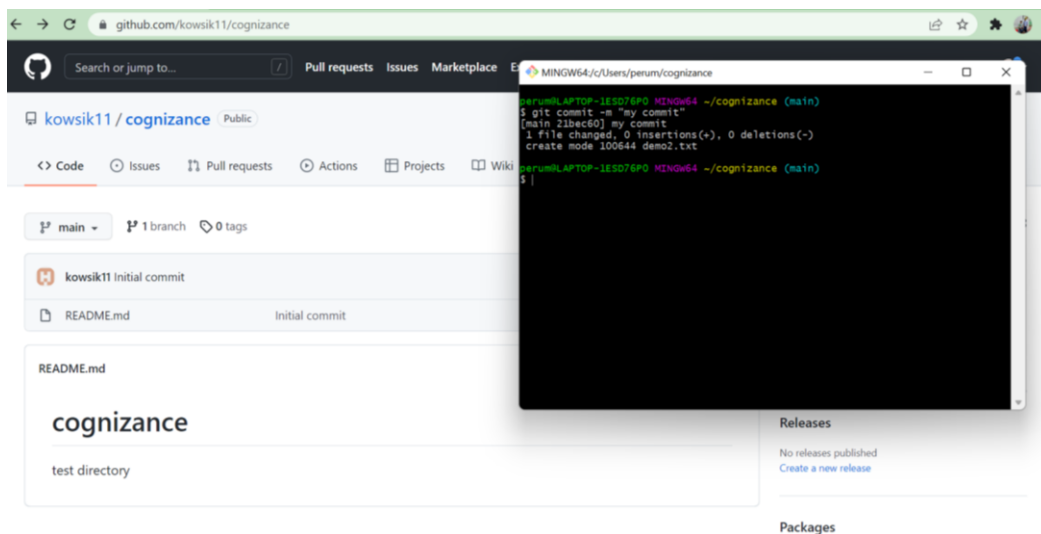 github.com/kowsik11/cognizance
Search or jump to... / Pull requests Issues Marketplace E
kowsik11 / cognizance Public
Code Issues Pull requests Actions Projects Wiki
main 1 branch 0 tags
kowsik11 Initial commit
README.md Initial commit
README.md
cognizance
test directory
MINGW64:/c/Users/perum/cognizance
perum@LAPTOP-1ESD76P0 MINGW64 ~/cognizance (main)
$ git commit -m "my commit"
[main 21bec60] my commit
1 file changed, 0 insertions(+), 0 deletions(-)
create mode 100644 demo2.txt
perum@LAPTOP-1ESD76P0 MINGW64 ~/cognizance (main)
$
Releases
No releases published
Create a new release
Packages